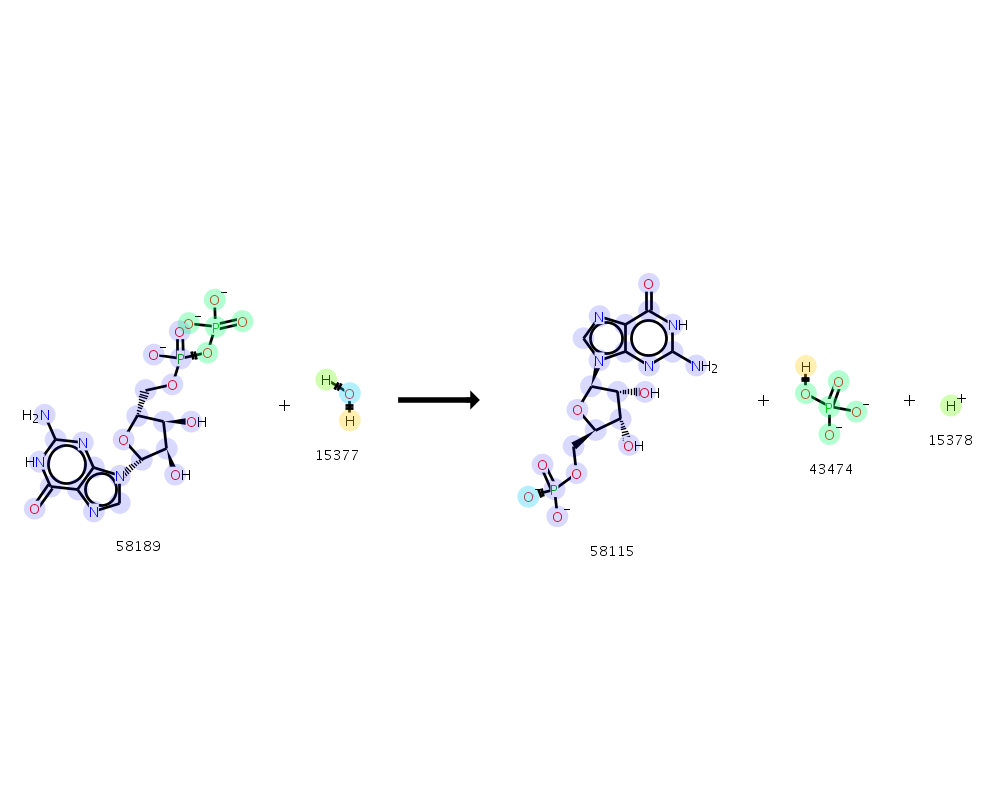 O⁻
O⁻ P O
O
O⁻ P O
O
H₂N O OH
N
HN N OH
O N
58189
+
H
O
H
15377
O
N NH
N N NH₂
O OH
OH
O O
O⁻ P
O⁻
58115
+
H
O O
P O⁻
O⁻
43474
+
H⁺
15378